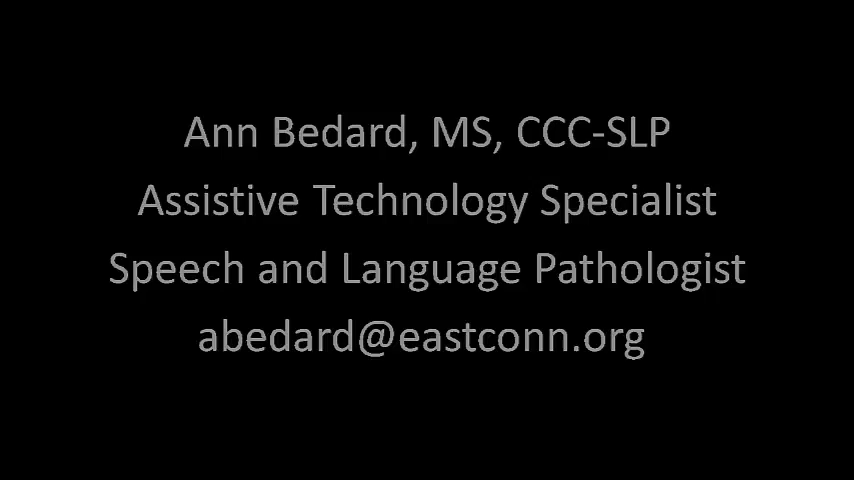 Ann Bedard, MS, CCC-SLP
Assistive Technology Specialist
Speech and Language Pathologist
abedard@eastconn.org